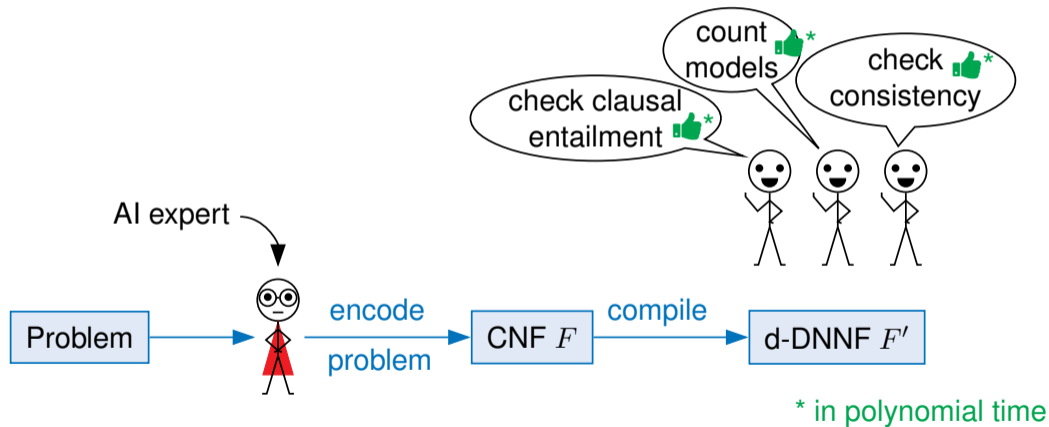 count *
models
check *
consistency
check clausal
entailment *
AI expert
Problem
encode
problem
CNF F
compile
d-DNNF F′
* in polynomial time